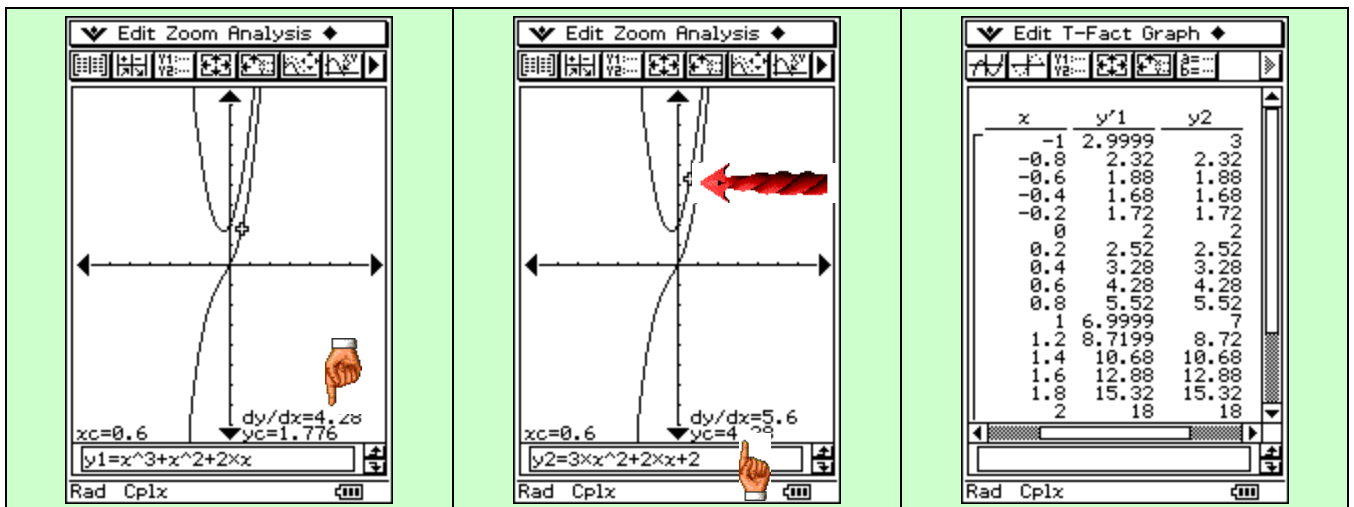 Edit Zoom Analysis
dy/dx=4.28
xc=0.6 yc=1.776
y1=x^3+x^2+2×x
Rad Cplx
Edit Zoom Analysis
dy/dx=5.6
xc=0.6 yc=4.28
y2=3×x^2+2×x+2
Rad Cplx
Edit T-Fact Graph
x y'1 y2
-1 2.9999 3
-0.8 2.32 2.32
-0.6 1.88 1.88
-0.4 1.68 1.68
-0.2 1.72 1.72
0 2 2
0.2 2.52 2.52
0.4 3.28 3.28
0.6 4.28 4.28
0.8 5.52 5.52
1 6.9999 7
1.2 8.7199 8.72
1.4 10.68 10.68
1.6 12.88 12.88
1.8 15.32 15.32
2 18 18
Rad Cplx